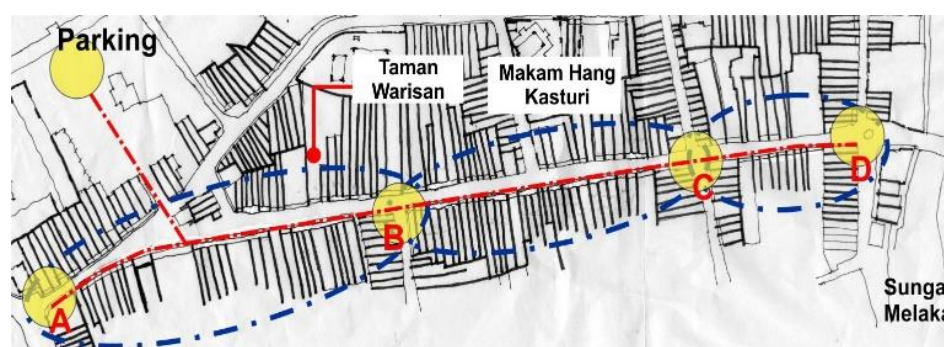 Parking
Taman
Warisan
Makam Hang
Kasturi
A
B
C
D
Sunga
Melaka